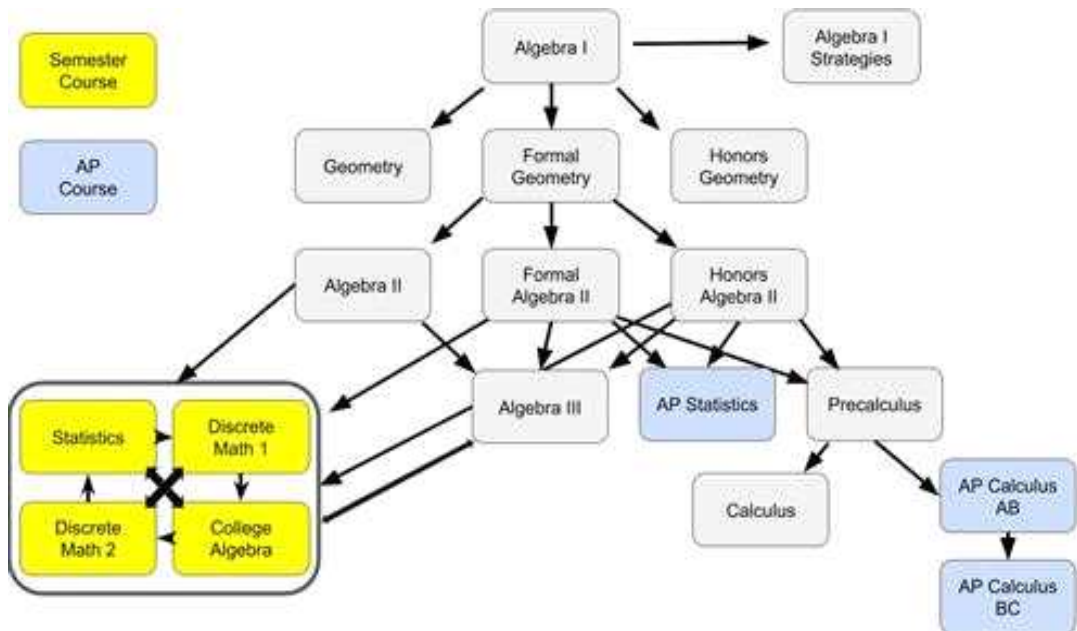 Semester
Course
AP
Course
Algebra I
Algebra I
Strategies
Geometry
Formal
Geometry
Honors
Geometry
Algebra II
Formal
Algebra II
Honors
Algebra II
Statistics
Discrete
Math 1
Discrete
Math 2
College
Algebra
Algebra III
AP Statistics
Precalculus
Calculus
AP Calculus
AB
AP Calculus
BC